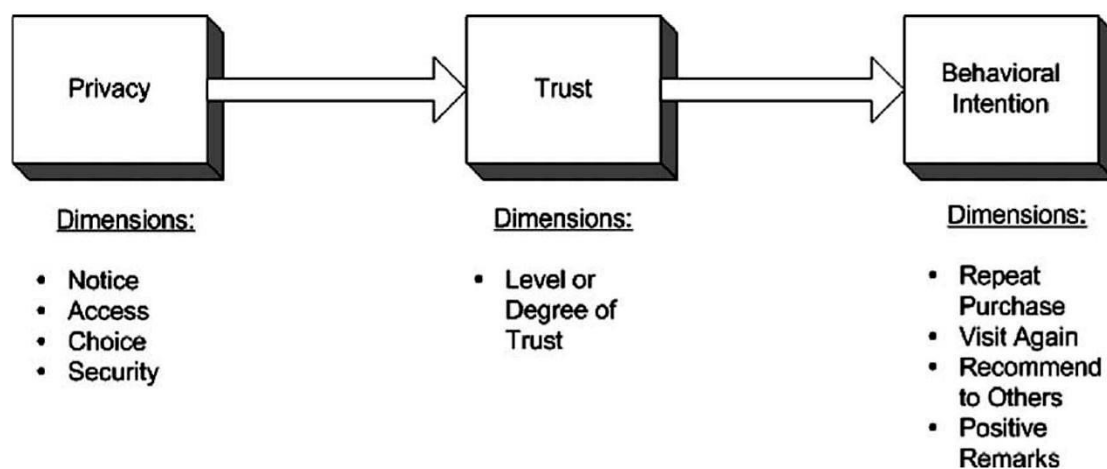 Privacy
Trust
Behavioral
Intention
Dimensions:
• Notice
• Access
• Choice
• Security
Dimensions:
• Level or
Degree of
Trust
Dimensions:
• Repeat
Purchase
• Visit Again
• Recommend
to Others
• Positive
Remarks